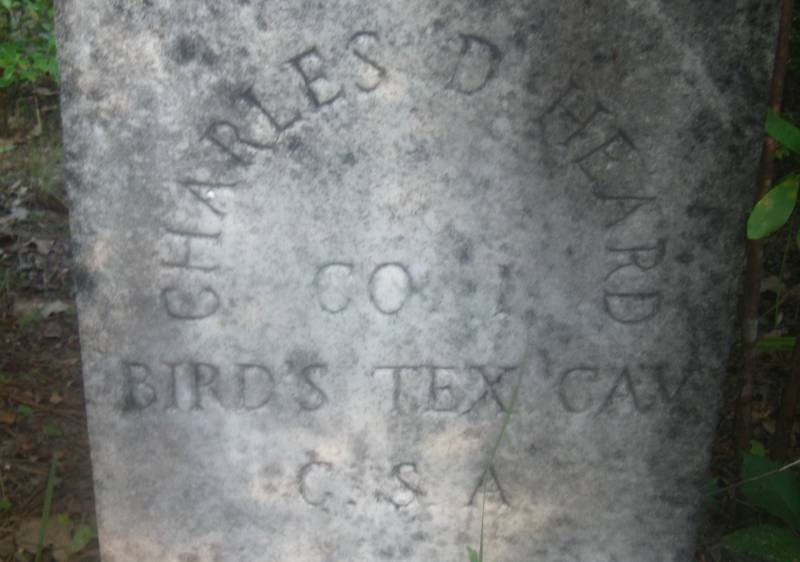 CHARLES D HEARD
CO I
BIRD'S TEX CAV
C S A